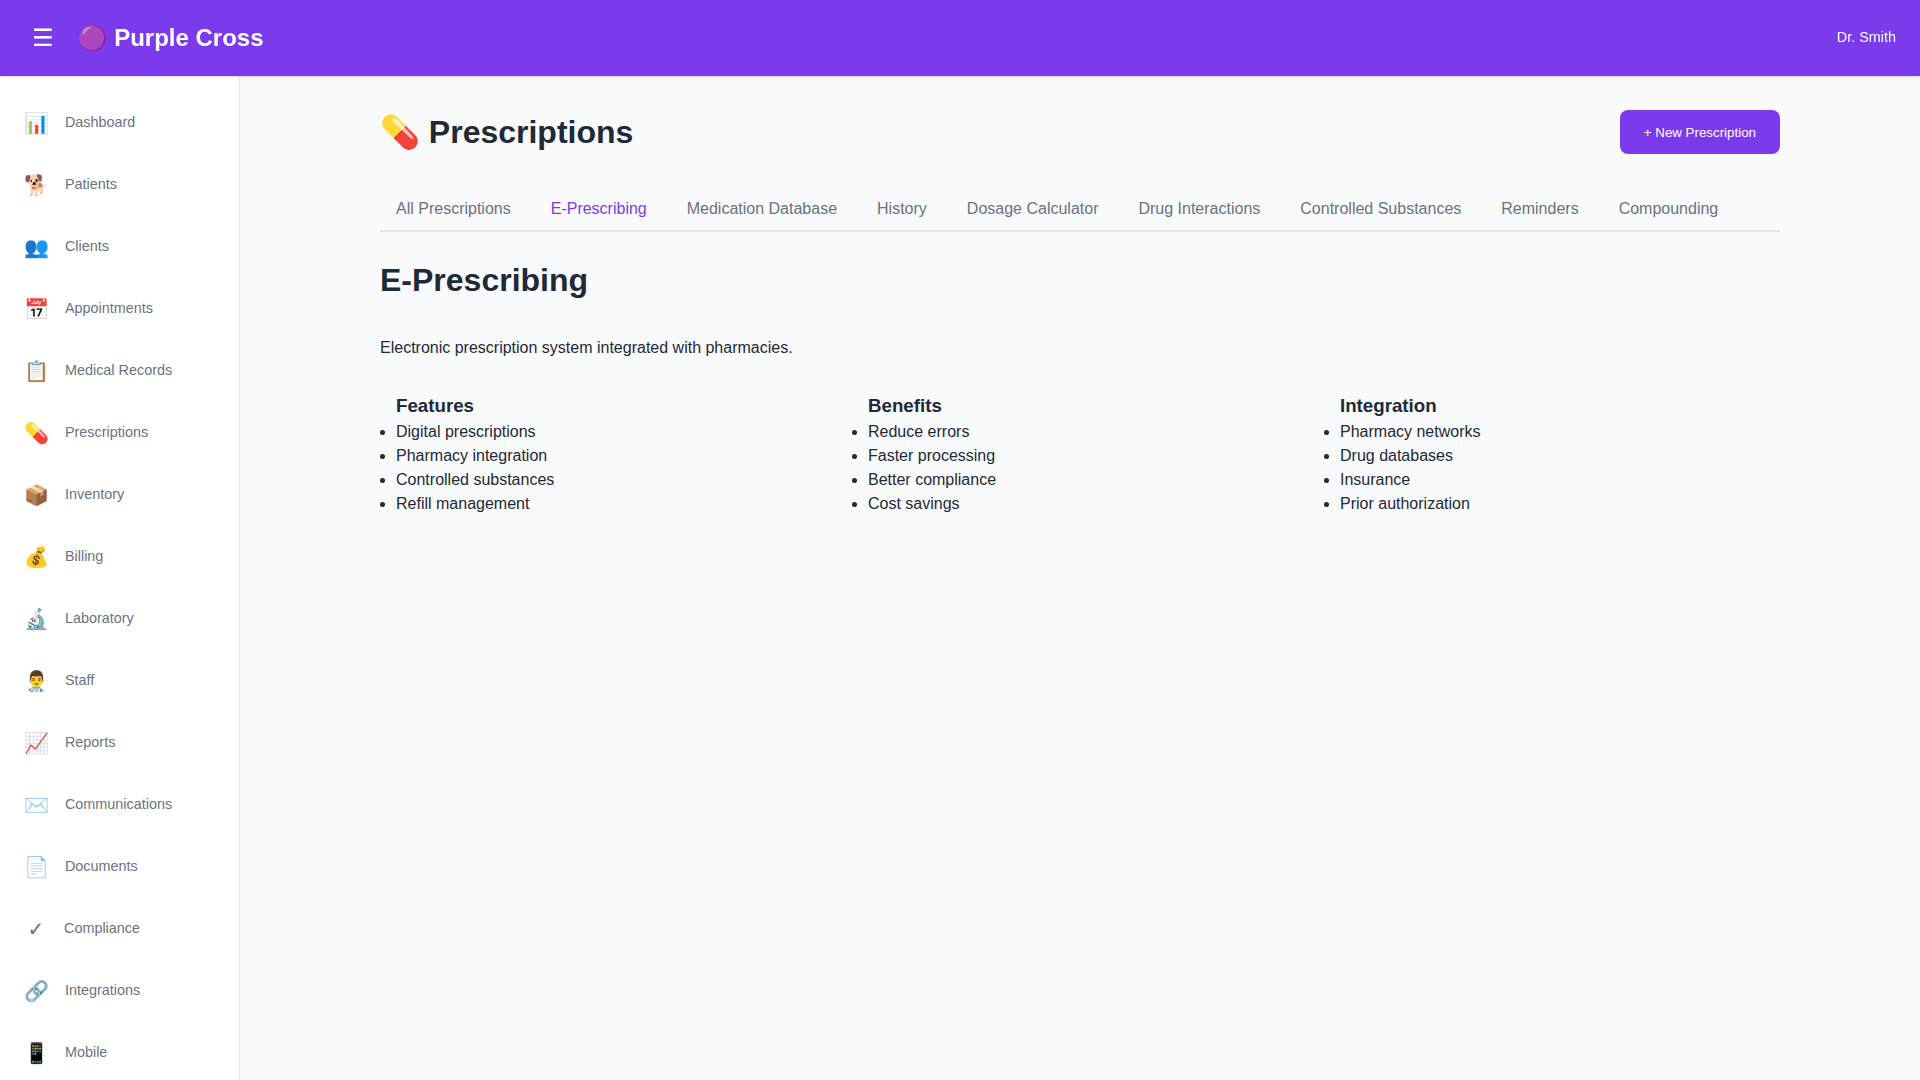 ☰ 🟣 Purple Cross
Dr. Smith
Dashboard
Patients
Clients
Appointments
Medical Records
Prescriptions
Inventory
Billing
Laboratory
Staff
Reports
Communications
Documents
✓ Compliance
Integrations
Mobile
💊 Prescriptions
+ New Prescription
All Prescriptions E-Prescribing Medication Database History Dosage Calculator Drug Interactions Controlled Substances Reminders Compounding
E-Prescribing
Electronic prescription system integrated with pharmacies.
Features
• Digital prescriptions
• Pharmacy integration
• Controlled substances
• Refill management
Benefits
• Reduce errors
• Faster processing
• Better compliance
• Cost savings
Integration
• Pharmacy networks
• Drug databases
• Insurance
• Prior authorization